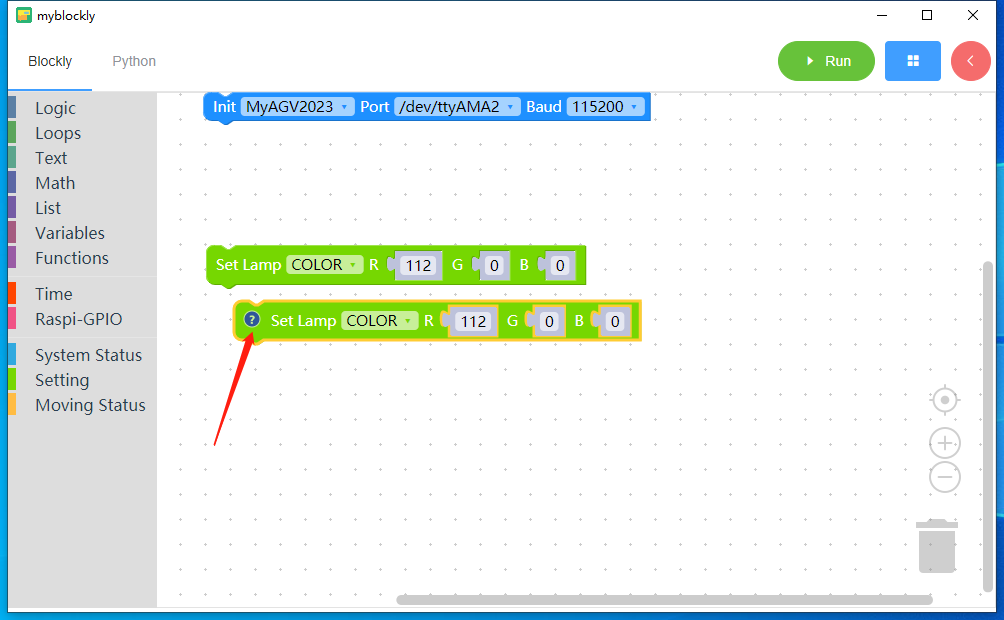 myblockly
Blockly Python Run
Init MyAGV2023 Port /dev/ttyAMA2 Baud 115200
Logic
Loops
Text
Math
List
Variables
Functions
Time
Raspi-GPIO
System Status
Setting
Moving Status
Set Lamp COLOR R 112 G 0 B 0
? Set Lamp COLOR R 112 G 0 B 0